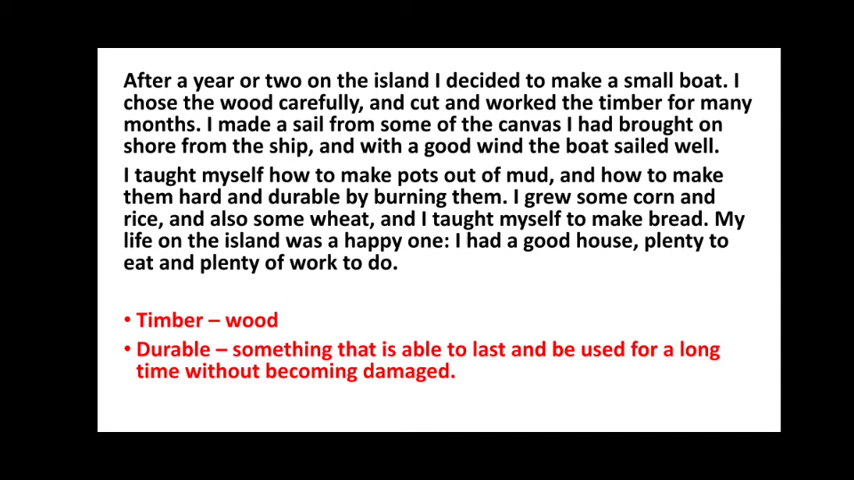 After a year or two on the island I decided to make a small boat. I
chose the wood carefully, and cut and worked the timber for many
months. I made a sail from some of the canvas I had brought on
shore from the ship, and with a good wind the boat sailed well.
I taught myself how to make pots out of mud, and how to make
them hard and durable by burning them. I grew some corn and
rice, and also some wheat, and I taught myself to make bread. My
life on the island was a happy one: I had a good house, plenty to
eat and plenty of work to do.
• Timber – wood
• Durable – something that is able to last and be used for a long
time without becoming damaged.